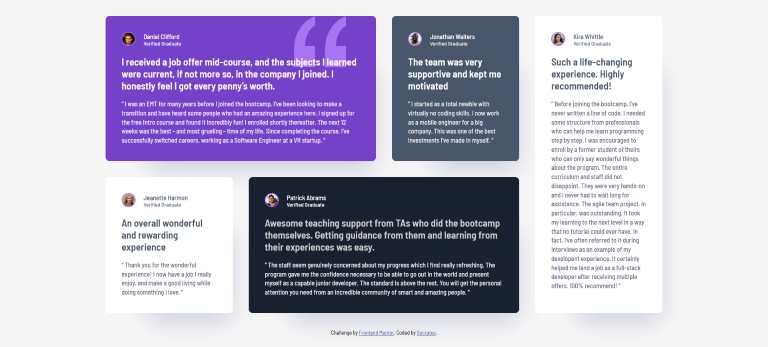 Daniel Clifford
Verified Graduate
I received a job offer mid-course, and the subjects I learned
were current, if not more so, in the company I joined. I
honestly feel I got every penny's worth.
" I was an EMT for many years before I joined the bootcamp. I've been looking to make a
transition and have heard some people who had an amazing experience here. I signed up for
the free intro course and found it incredibly fun! I enrolled shortly thereafter. The next 12
weeks was the best - and most grueling - time of my life. Since completing the course, I've
successfully switched careers, working as a Software Engineer at a VR startup. "
Jonathan Walters
Verified Graduate
The team was very
supportive and kept me
motivated
" I started as a total newbie with
virtually no coding skills. I now work
as a mobile engineer for a big
company. This was one of the best
investments I've made in myself. "
Kira Whittle
Verified Graduate
Such a life-changing
experience. Highly
recommended!
" Before joining the bootcamp, I've
never written a line of code. I needed
some structure from professionals
who can help me learn programming
step by step. I was encouraged to
enroll by a former student of theirs
who can only say wonderful things
about the program. The entire
curriculum and staff did not
disappoint. They were very hands-on
and I never had to wait long for
assistance. The agile team project, in
particular, was outstanding. It took
my learning to the next level in a way
that no tutorial could ever have. In
fact, I've often referred to it during
interviews as an example of my
developent experience. It certainly
helped me land a job as a full-stack
developer after receiving multiple
offers. 100% recommend! "
Jeanette Harmon
Verified Graduate
An overall wonderful
and rewarding
experience
" Thank you for the wonderful
experience! I now have a job I really
enjoy, and make a good living while
doing something I love. "
Patrick Abrams
Verified Graduate
Awesome teaching support from TAs who did the bootcamp
themselves. Getting guidance from them and learning from
their experiences was easy.
" The staff seem genuinely concerned about my progress which I find really refreshing. The
program gave me the confidence necessary to be able to go out in the world and present
myself as a capable junior developer. The standard is above the rest. You will get the personal
attention you need from an incredible community of smart and amazing people. "
Challenge by Frontend Mentor. Coded by Socrates.